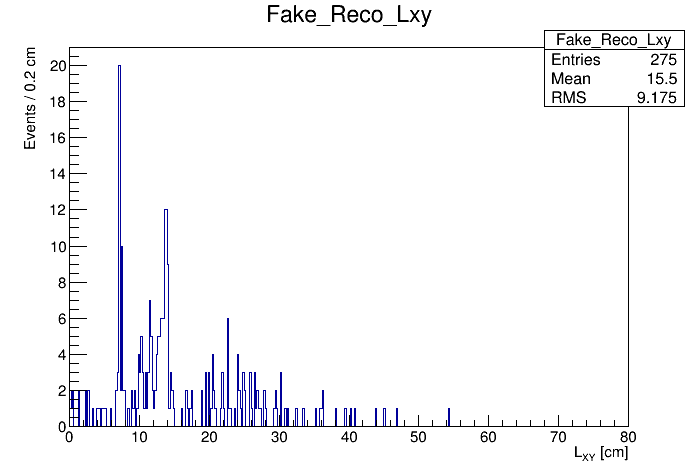 Fake_Reco_Lxy
Fake_Reco_Lxy
Entries 275
Mean 15.5
RMS 9.175
Events / 0.2 cm
20
18
16
14
12
10
8
6
4
2
0
0 10 20 30 40 50 60 70 80
LXY [cm]